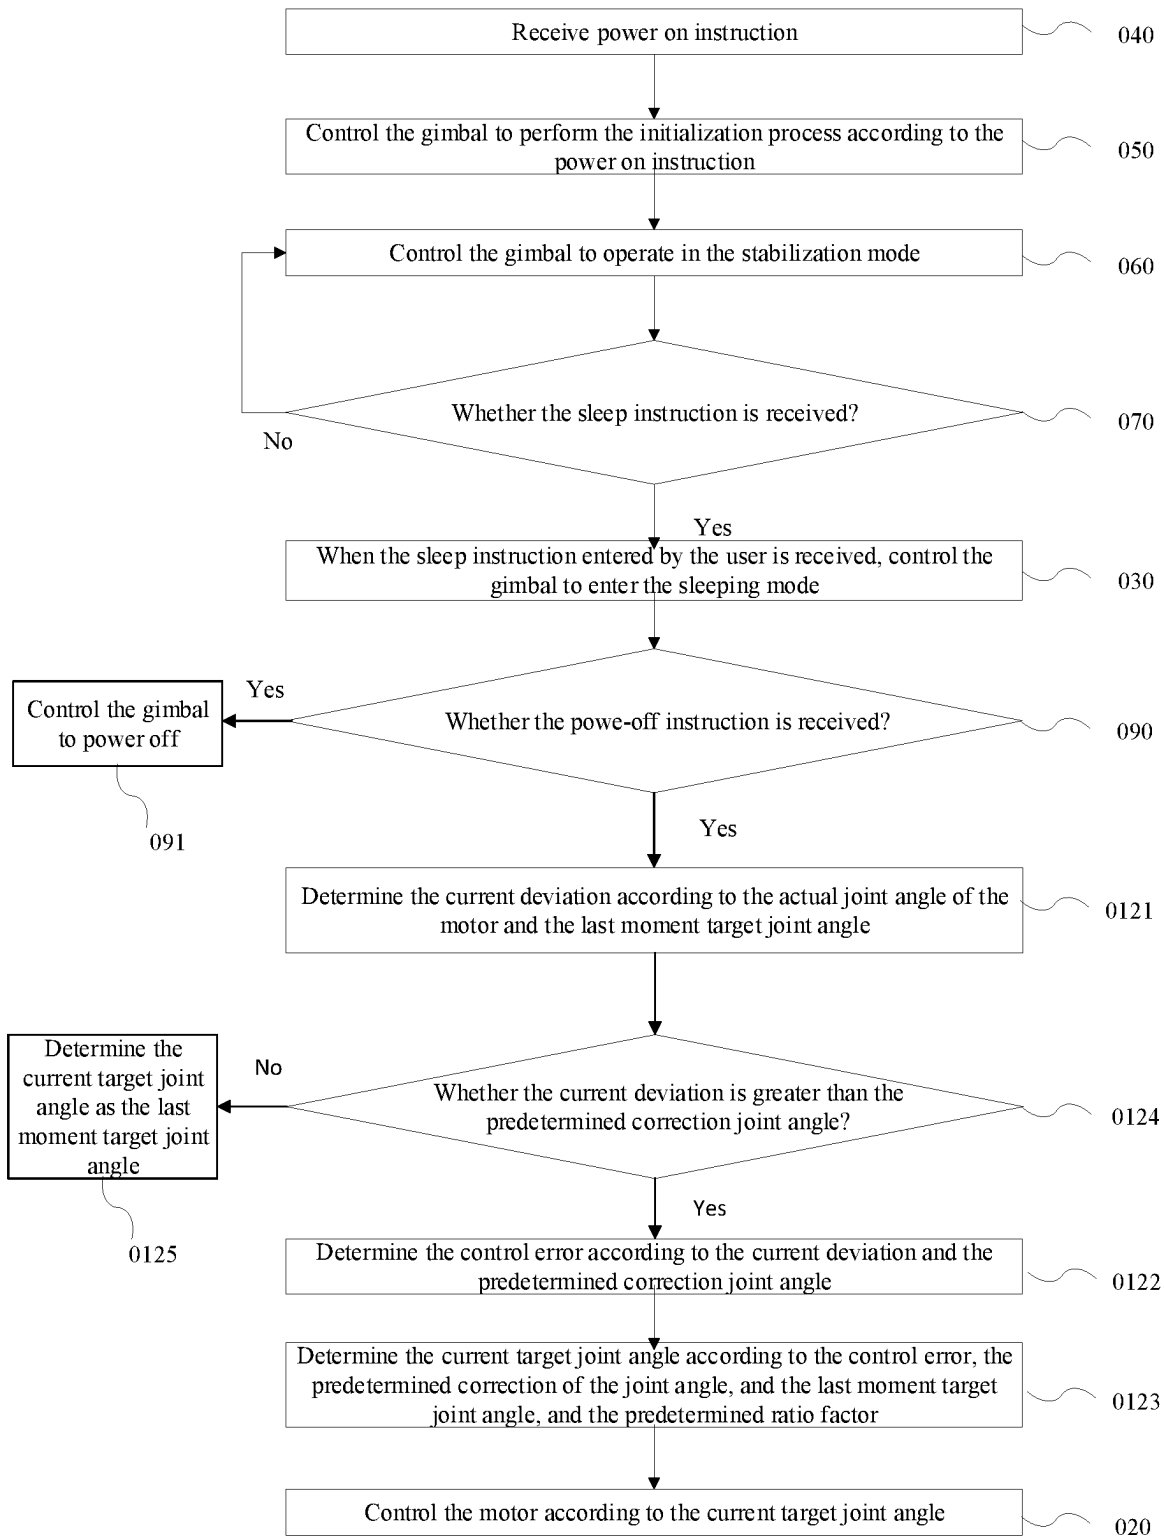 Receive power on instruction
040
Control the gimbal to perform the initialization process according to the
power on instruction
050
Control the gimbal to operate in the stabilization mode
060
Whether the sleep instruction is received?
070
No
Yes
When the sleep instruction entered by the user is received, control the
gimbal to enter the sleeping mode
030
Yes
Control the gimbal
to power off
Whether the powe-off instruction is received?
090
091
Yes
Determine the current deviation according to the actual joint angle of the
motor and the last moment target joint angle
0121
Determine the
current target joint
angle as the last
moment target joint
angle
No
Whether the current deviation is greater than the
predetermined correction joint angle?
0124
0125
Yes
Determine the control error according to the current deviation and the
predetermined correction joint angle
0122
Determine the current target joint angle according to the control error, the
predetermined correction of the joint angle, and the last moment target
joint angle, and the predetermined ratio factor
0123
Control the motor according to the current target joint angle
020